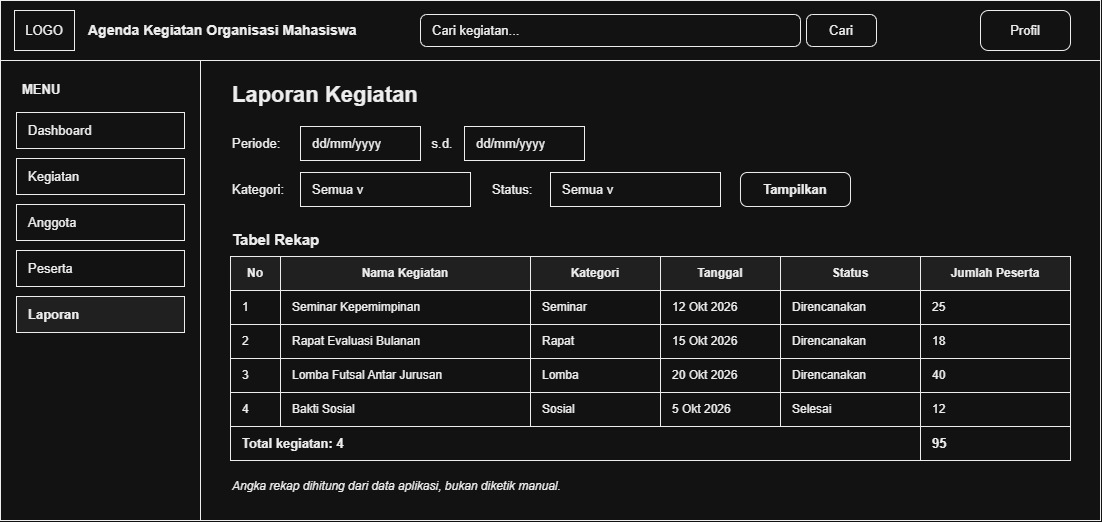 LOGO Agenda Kegiatan Organisasi Mahasiswa Cari kegiatan... Cari Profil
MENU
Dashboard
Kegiatan
Anggota
Peserta
Laporan
Laporan Kegiatan
Periode: dd/mm/yyyy s.d. dd/mm/yyyy
Kategori: Semua v Status: Semua v Tampilkan
Tabel Rekap
No Nama Kegiatan Kategori Tanggal Status Jumlah Peserta
1 Seminar Kepemimpinan Seminar 12 Okt 2026 Direncanakan 25
2 Rapat Evaluasi Bulanan Rapat 15 Okt 2026 Direncanakan 18
3 Lomba Futsal Antar Jurusan Lomba 20 Okt 2026 Direncanakan 40
4 Bakti Sosial Sosial 5 Okt 2026 Selesai 12
Total kegiatan: 4 95
Angka rekap dihitung dari data aplikasi, bukan diketik manual.